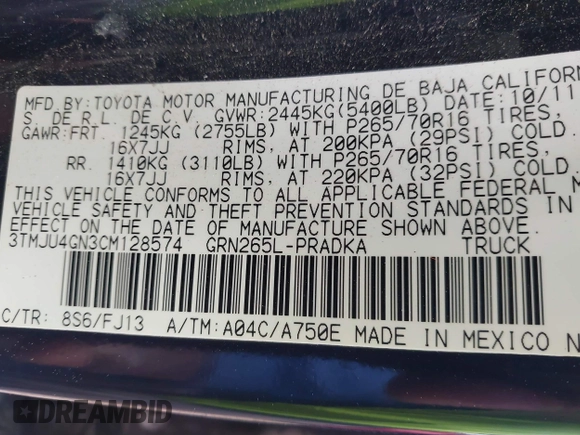 MFD.BY:TOYOTA MOTOR MANUFACTURING DE BAJA CALIFORN
S. DE R.L. DE C.V. GVWR:2445KG(5400LB) DATE:10/11
GAWR:FRT. 1245KG (2755LB) WITH P265/70R16 TIRES,
16X7JJ RIMS, AT 200KPA (29PSI) COLD.
RR. 1410KG (3110LB) WITH P265/70R16 TIRES,
16X7JJ RIMS, AT 220KPA (32PSI) COLD.
THIS VEHICLE CONFORMS TO ALL APPLICABLE FEDERAL M
VEHICLE SAFETY AND THEFT PREVENTION STANDARDS IN
EFFECT ON THE DATE OF MANUFACTURE SHOWN ABOVE.
3TMJU4GN3CM128574 GRN265L-PRADKA TRUCK
C/TR: 8S6/FJ13 A/TM:A04C/A750E MADE IN MEXICO N
DREAMBID